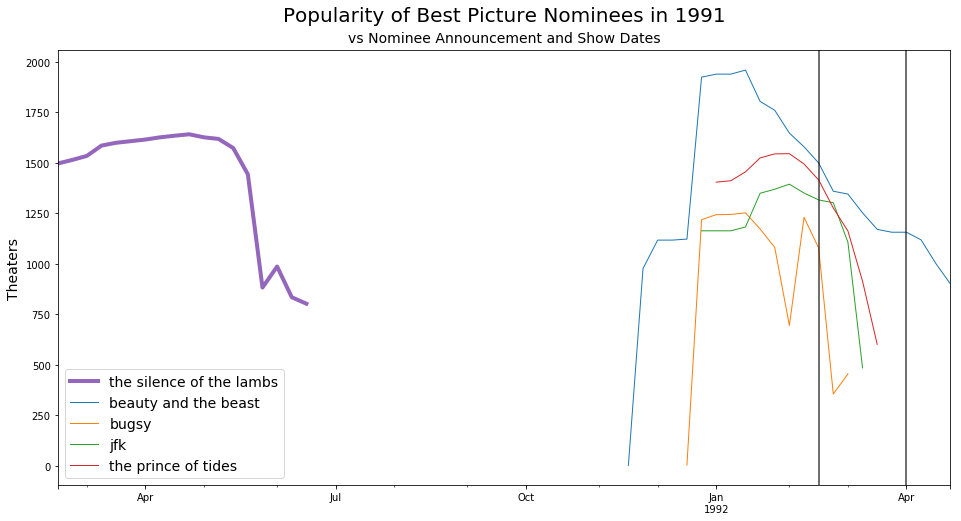 Popularity of Best Picture Nominees in 1991
vs Nominee Announcement and Show Dates
2000
1750
1500
1250
1000
750
500
250
0
Theaters
the silence of the lambs
beauty and the beast
bugsy
jfk
the prince of tides
Apr
Jul
Oct
Jan
1992
Apr